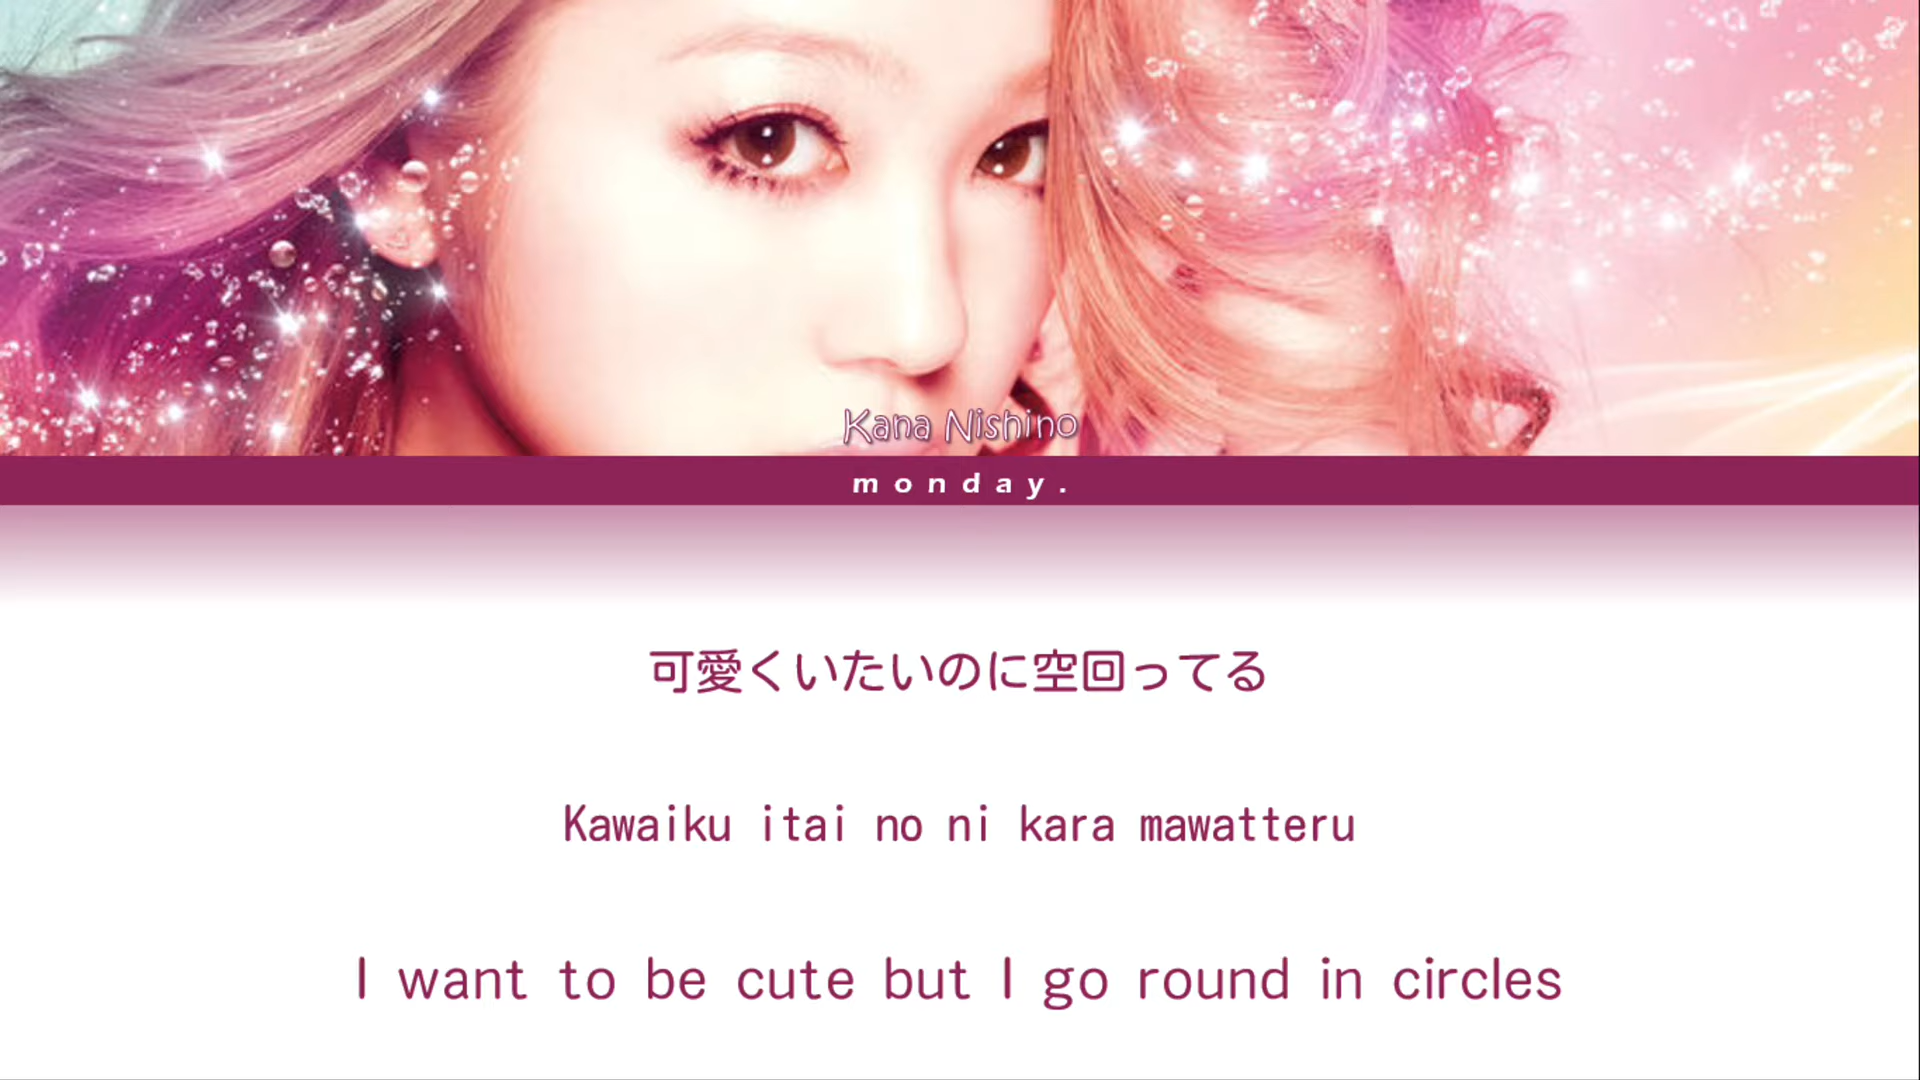 Kana Nishino
monday.
可愛くいたいのに空回ってる
Kawaiku itai no ni kara mawatteru
I want to be cute but I go round in circles